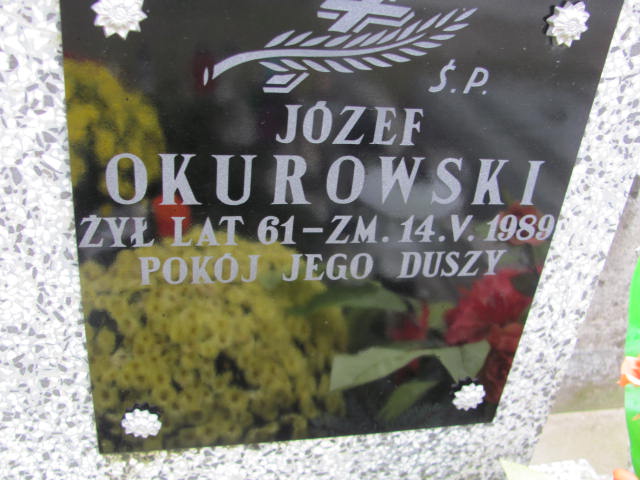 Ś.P.
JÓZEF
OKUROWSKI
ŻYŁ LAT 61–ZM. 14.V. 1989
POKÓJ JEGO DUSZY